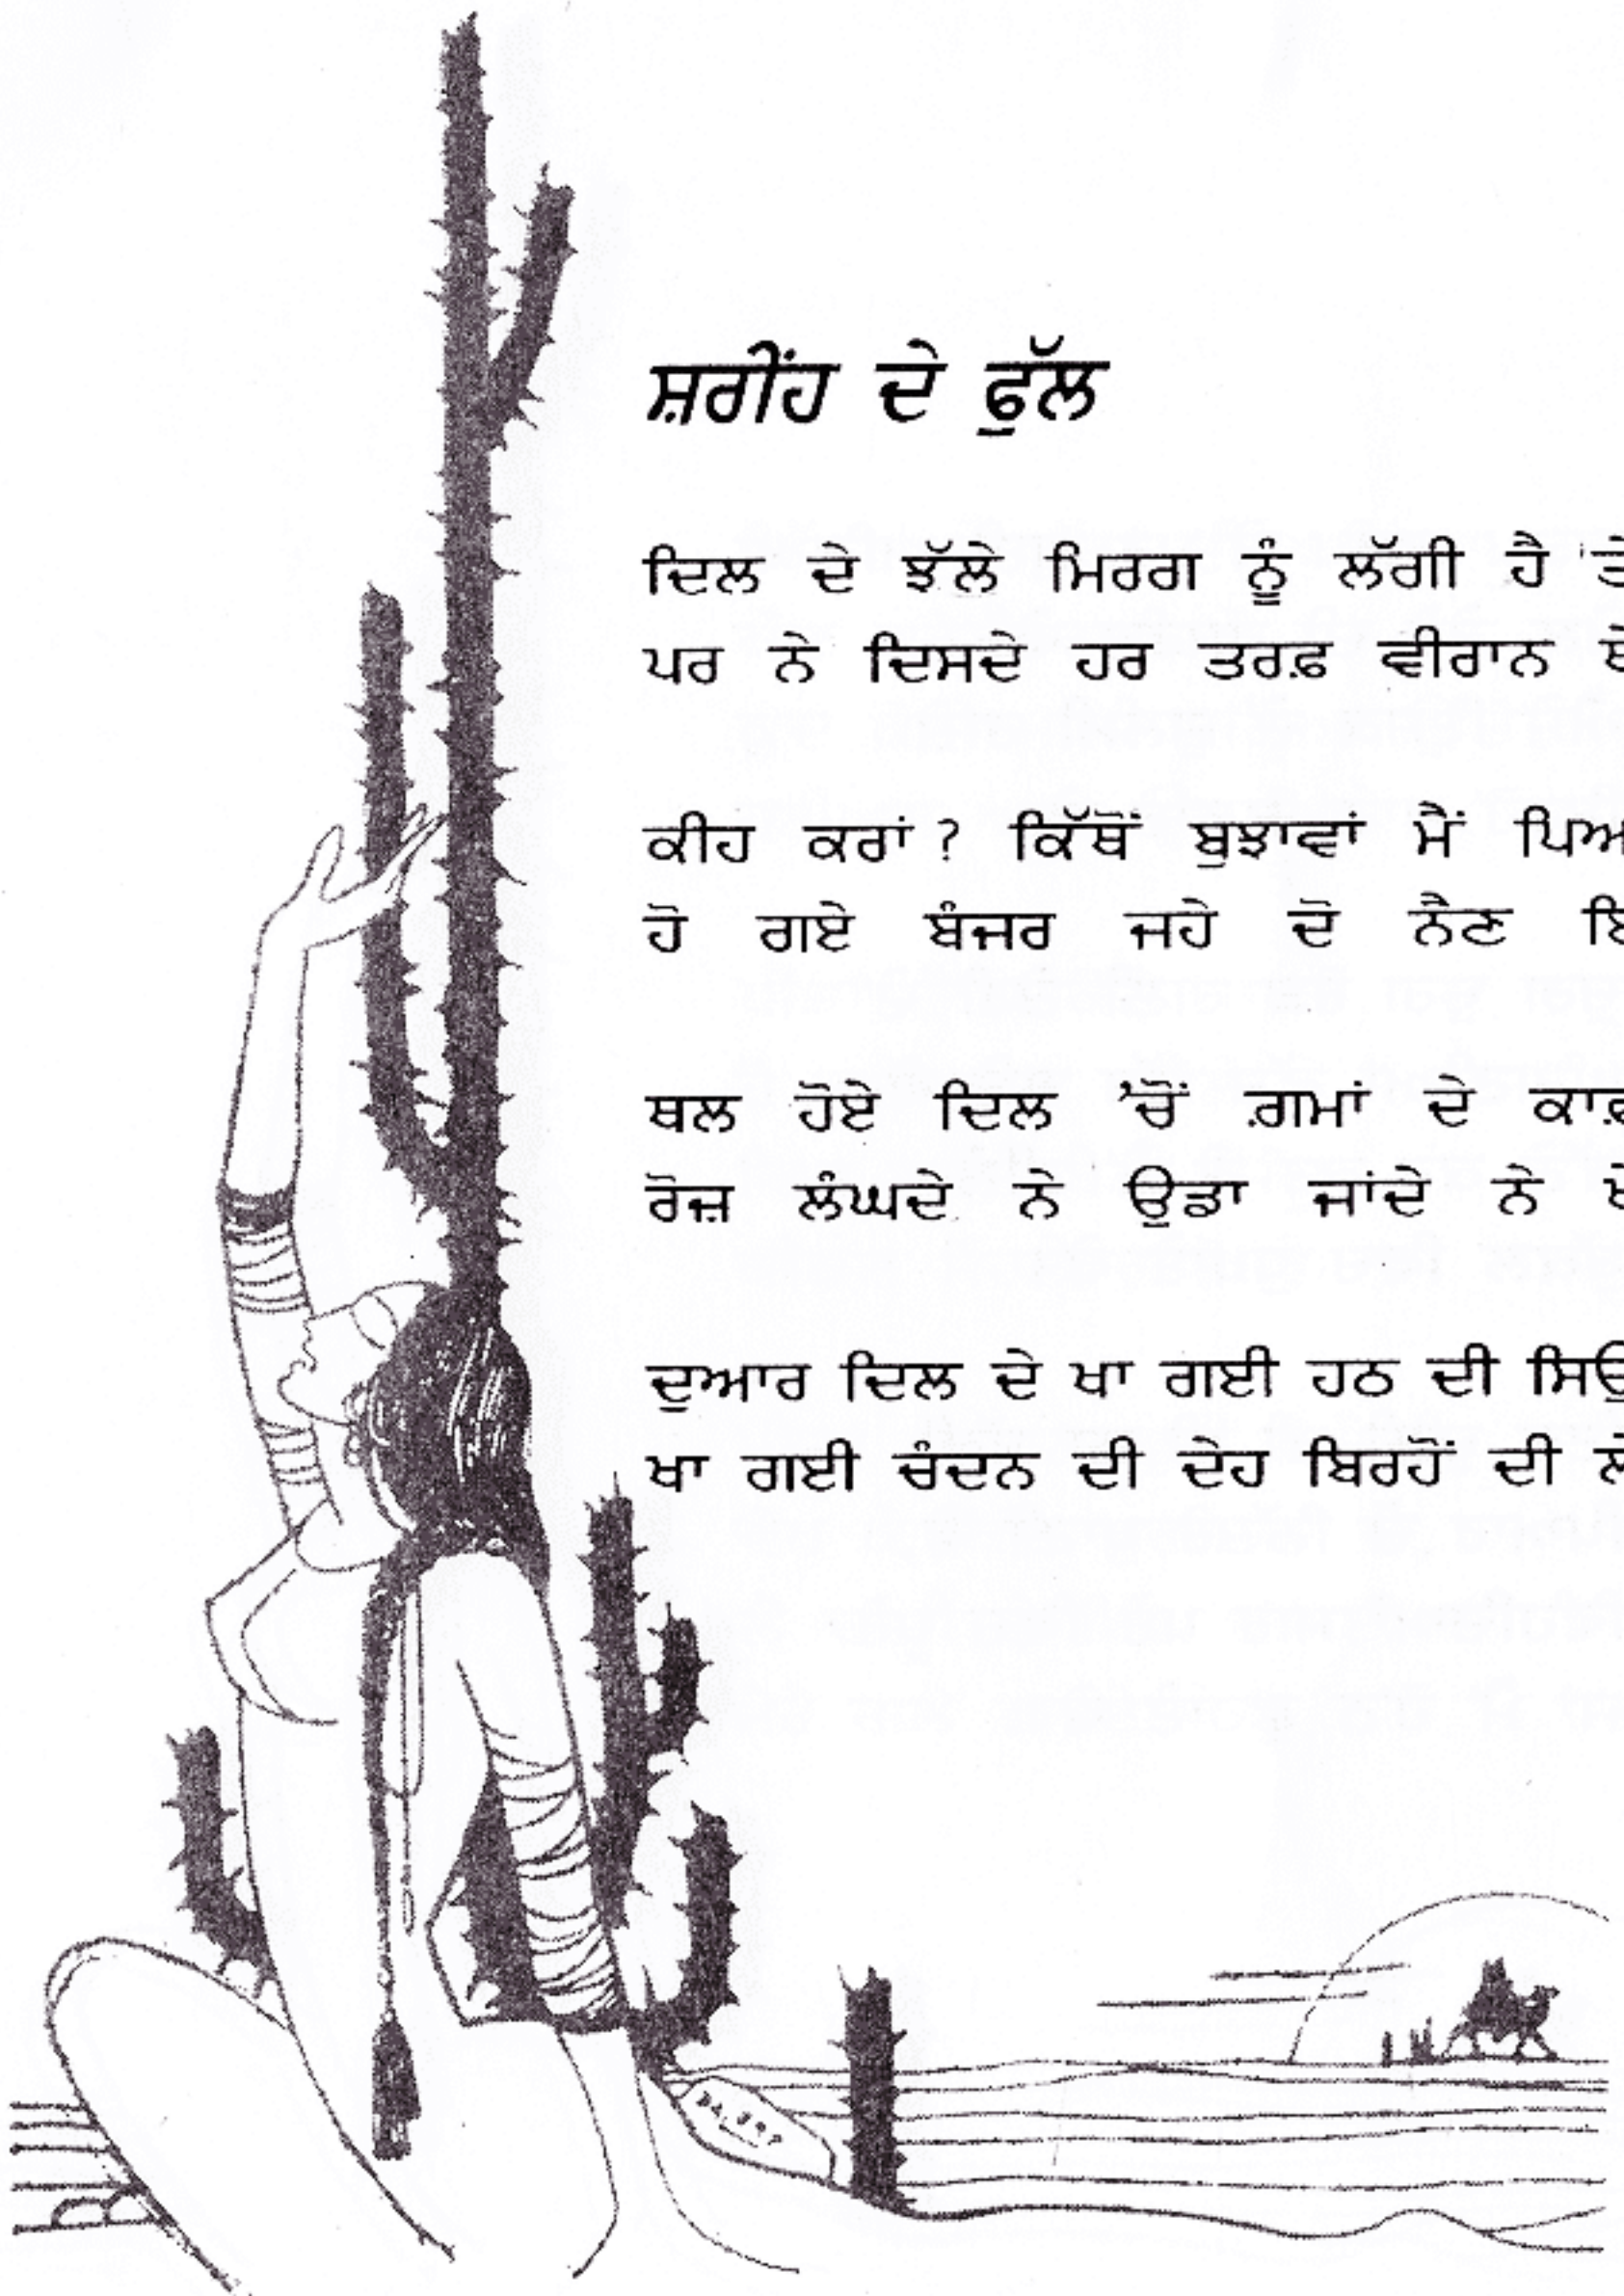 ਸ਼ਰੀਂਹ ਦੇ ਫੁੱਲ
ਦਿਲ ਦੇ ਝੱਲੇ ਮਿਰਗ ਨੂੰ ਲੱਗੀ ਹੈ
ਪਰ ਨੇ ਦਿਸਦੇ ਹਰ ਤਰਫ਼ ਵੀਰਾਨ
ਕੀਹ ਕਰਾਂ ? ਕਿੱਥੋਂ ਬੁਝਾਵਾਂ ਮੈਂ
ਹੋ ਗਏ ਬੰਜਰ ਜਹੇ ਦੋ ਨੈਣ
ਥਲ ਹੋਏ ਦਿਲ 'ਚੋਂ ਗ਼ਮਾਂ ਦੇ
ਰੋਜ਼ ਲੰਘਦੇ ਨੇ ਉਡਾ ਜਾਂਦੇ ਨੇ
ਦੁਆਰ ਦਿਲ ਦੇ ਖਾ ਗਈ ਹਠ ਦੀ
ਖਾ ਗਈ ਚੰਦਨ ਦੀ ਦੇਹ ਬਿਰਹੋਂ ਦੀ